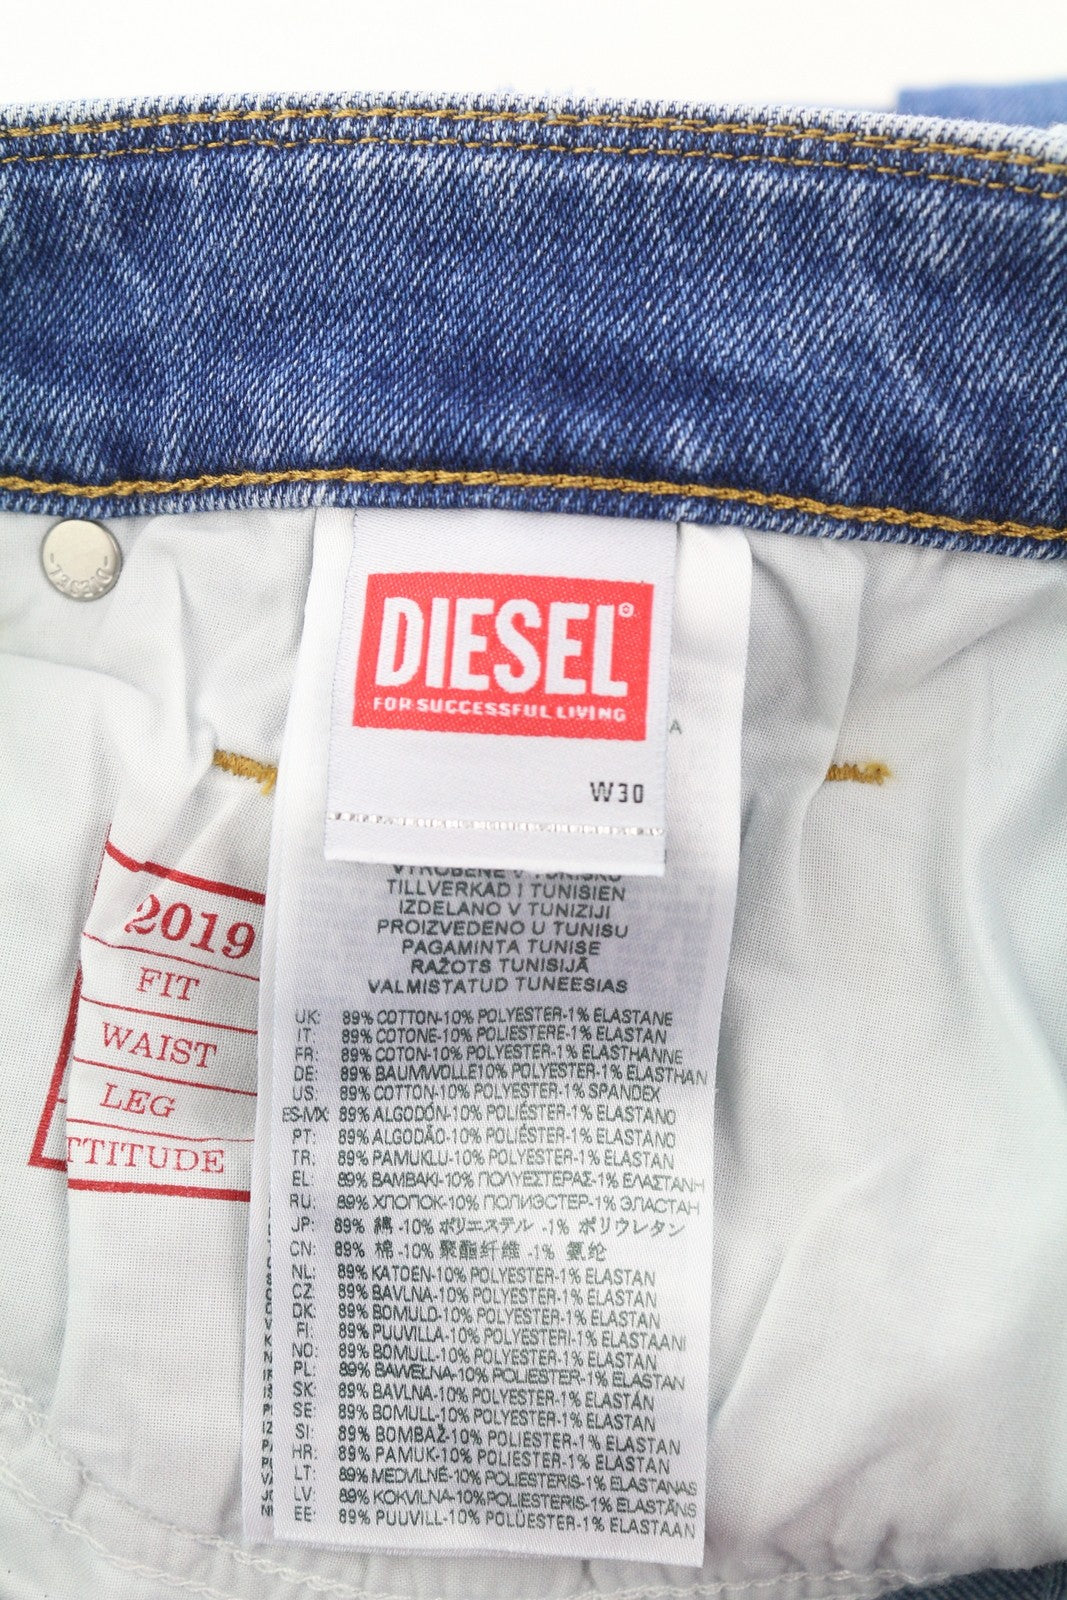 DIESEL
DIESEL®
FOR SUCCESSFUL LIVING
A
W30
VYROBENÉ V TUNISKU
TILLVERKAD I TUNISIEN
IZDELANO V TUNIZIJI
PROIZVEDENO U TUNISU
PAGAMINTA TUNISE
RAŽOTS TUNISIJĀ
VALMISTATUD TUNEESIAS
UK: 89% COTTON-10% POLYESTER-1% ELASTANE
IT: 89% COTONE-10% POLIESTERE-1% ELASTAN
FR: 89% COTON-10% POLYESTER-1% ELASTHANNE
DE: 89% BAUMWOLLE10% POLYESTER-1% ELASTHAN
US: 89% COTTON-10% POLYESTER-1% SPANDEX
ES-MX: 89% ALGODÓN-10% POLIÉSTER-1% ELASTANO
PT: 89% ALGODÃO-10% POLIÉSTER-1% ELASTANO
TR: 89% PAMUKLU-10% POLYESTER-1% ELASTAN
EL: 89% ΒΑΜΒΑΚΙ-10% ΠΟΛΥΕΣΤΕΡΑΣ-1% ΕΛΑΣΤΑΝΗ
RU: 89% ХЛОПОК-10% ПОЛИЭСТЕР-1% ЭЛАСТАН
JP: 89% 綿 -10% ポリエステル -1% ポリウレタン
CN: 89% 棉 -10% 聚酯纤维 -1% 氨纶
NL: 89% KATOEN-10% POLYESTER-1% ELASTAN
CZ: 89% BAVLNA-10% POLYESTER-1% ELASTAN
DK: 89% BOMULD-10% POLYESTER-1% ELASTAN
FI: 89% PUUVILLA-10% POLYESTERI-1% ELASTAANI
NO: 89% BOMULL-10% POLYESTER-1% ELASTAN
PL: 89% BAWEŁNA-10% POLIESTER-1% ELASTAN
SK: 89% BAVLNA-10% POLYESTER-1% ELASTÁN
SE: 89% BOMULL-10% POLYESTER-1% ELASTAN
SI: 89% BOMBAŽ-10% POLIESTER-1% ELASTAN
HR: 89% PAMUK-10% POLIESTER-1% ELASTAN
LT: 89% MEDVILNĖ-10% POLIESTERIS-1% ELASTANAS
LV: 89% KOKVILNA-10% POLIESTERIS-1% ELASTĀNS
EE: 89% PUUVILL-10% POLÜESTER-1% ELASTAAN
2019
FIT
WAIST
LEG
TTITUDE